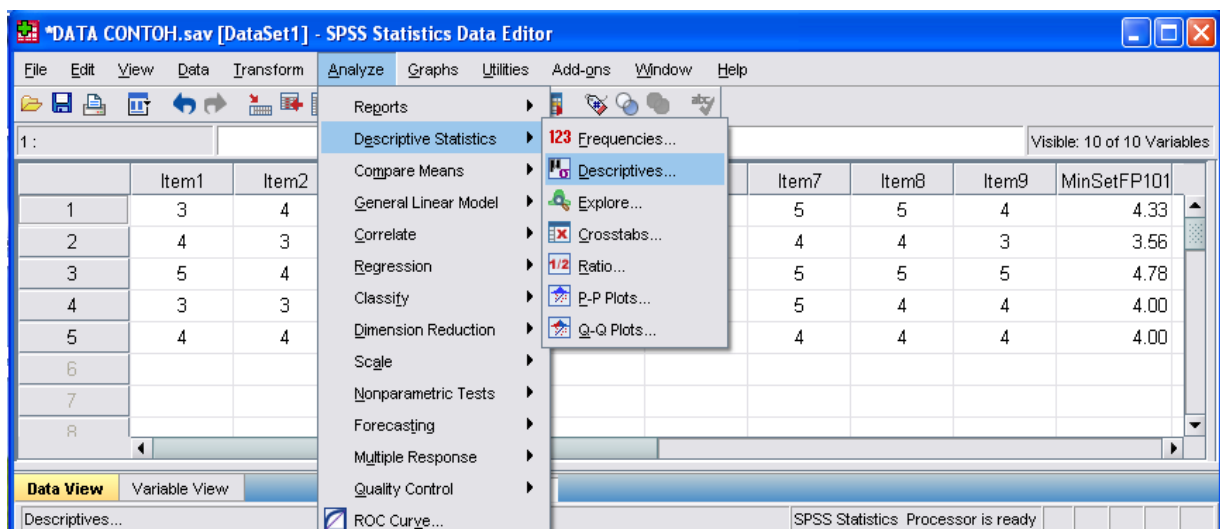 *DATA CONTOH.sav [DataSet1] - SPSS Statistics Data Editor
File Edit View Data Transform Analyze Graphs Utilities Add-ons Window Help
1 :
Visible: 10 of 10 Variables
Reports
Descriptive Statistics
Compare Means
General Linear Model
Correlate
Regression
Classify
Dimension Reduction
Scale
Nonparametric Tests
Forecasting
Multiple Response
Quality Control
ROC Curve...
123 Frequencies...
Descriptives...
Explore...
Crosstabs...
1/2 Ratio...
P-P Plots...
Q-Q Plots...
Item1 Item2 Item7 Item8 Item9 MinSetFP101
1 3 4 5 5 4 4.33
2 4 3 4 4 3 3.56
3 5 4 5 5 5 4.78
4 3 3 5 4 4 4.00
5 4 4 4 4 4 4.00
6
7
8
Data View Variable View
Descriptives... SPSS Statistics Processor is ready